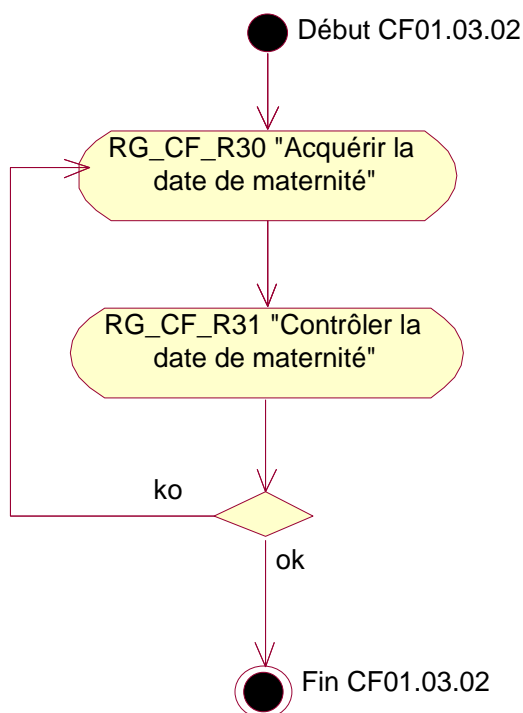 Début CF01.03.02
RG_CF_R30 "Acquérir la
date de maternité"
RG_CF_R31 "Contrôler la
date de maternité"
ko
ok
Fin CF01.03.02